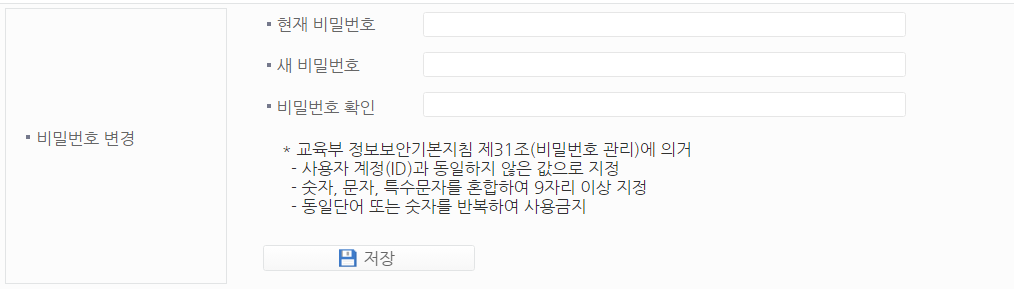 비밀번호 변경
현재 비밀번호
새 비밀번호
비밀번호 확인
* 교육부 정보보안기본지침 제31조(비밀번호 관리)에 의거
- 사용자 계정(ID)과 동일하지 않은 값으로 지정
- 숫자, 문자, 특수문자를 혼합하여 9자리 이상 지정
- 동일단어 또는 숫자를 반복하여 사용금지
저장